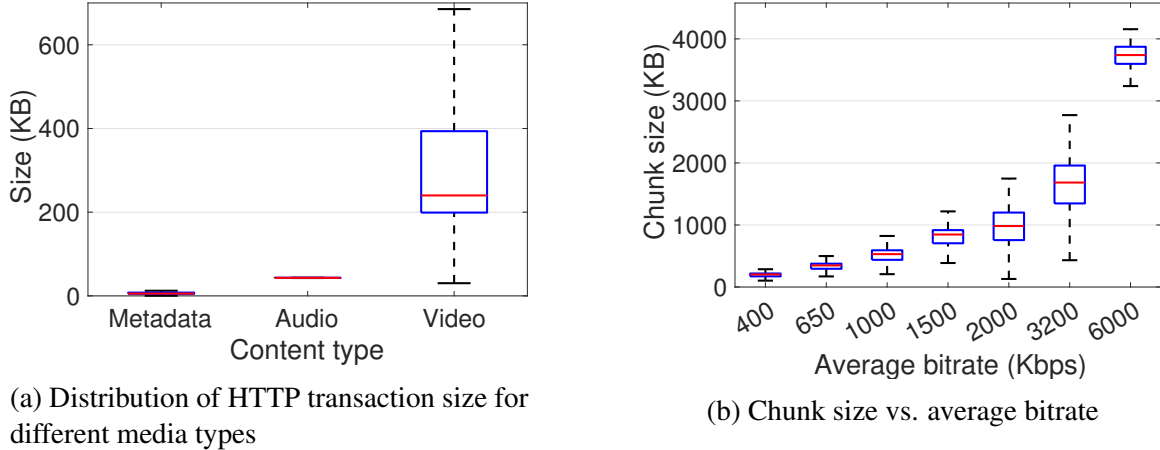 600
400
200
0
Size (KB)
Metadata Audio Video
Content type
(a) Distribution of HTTP transaction size for
different media types
4000
3000
2000
1000
0
Chunk size (KB)
400 650 1000 1500 2000 3200 6000
Average bitrate (Kbps)
(b) Chunk size vs. average bitrate